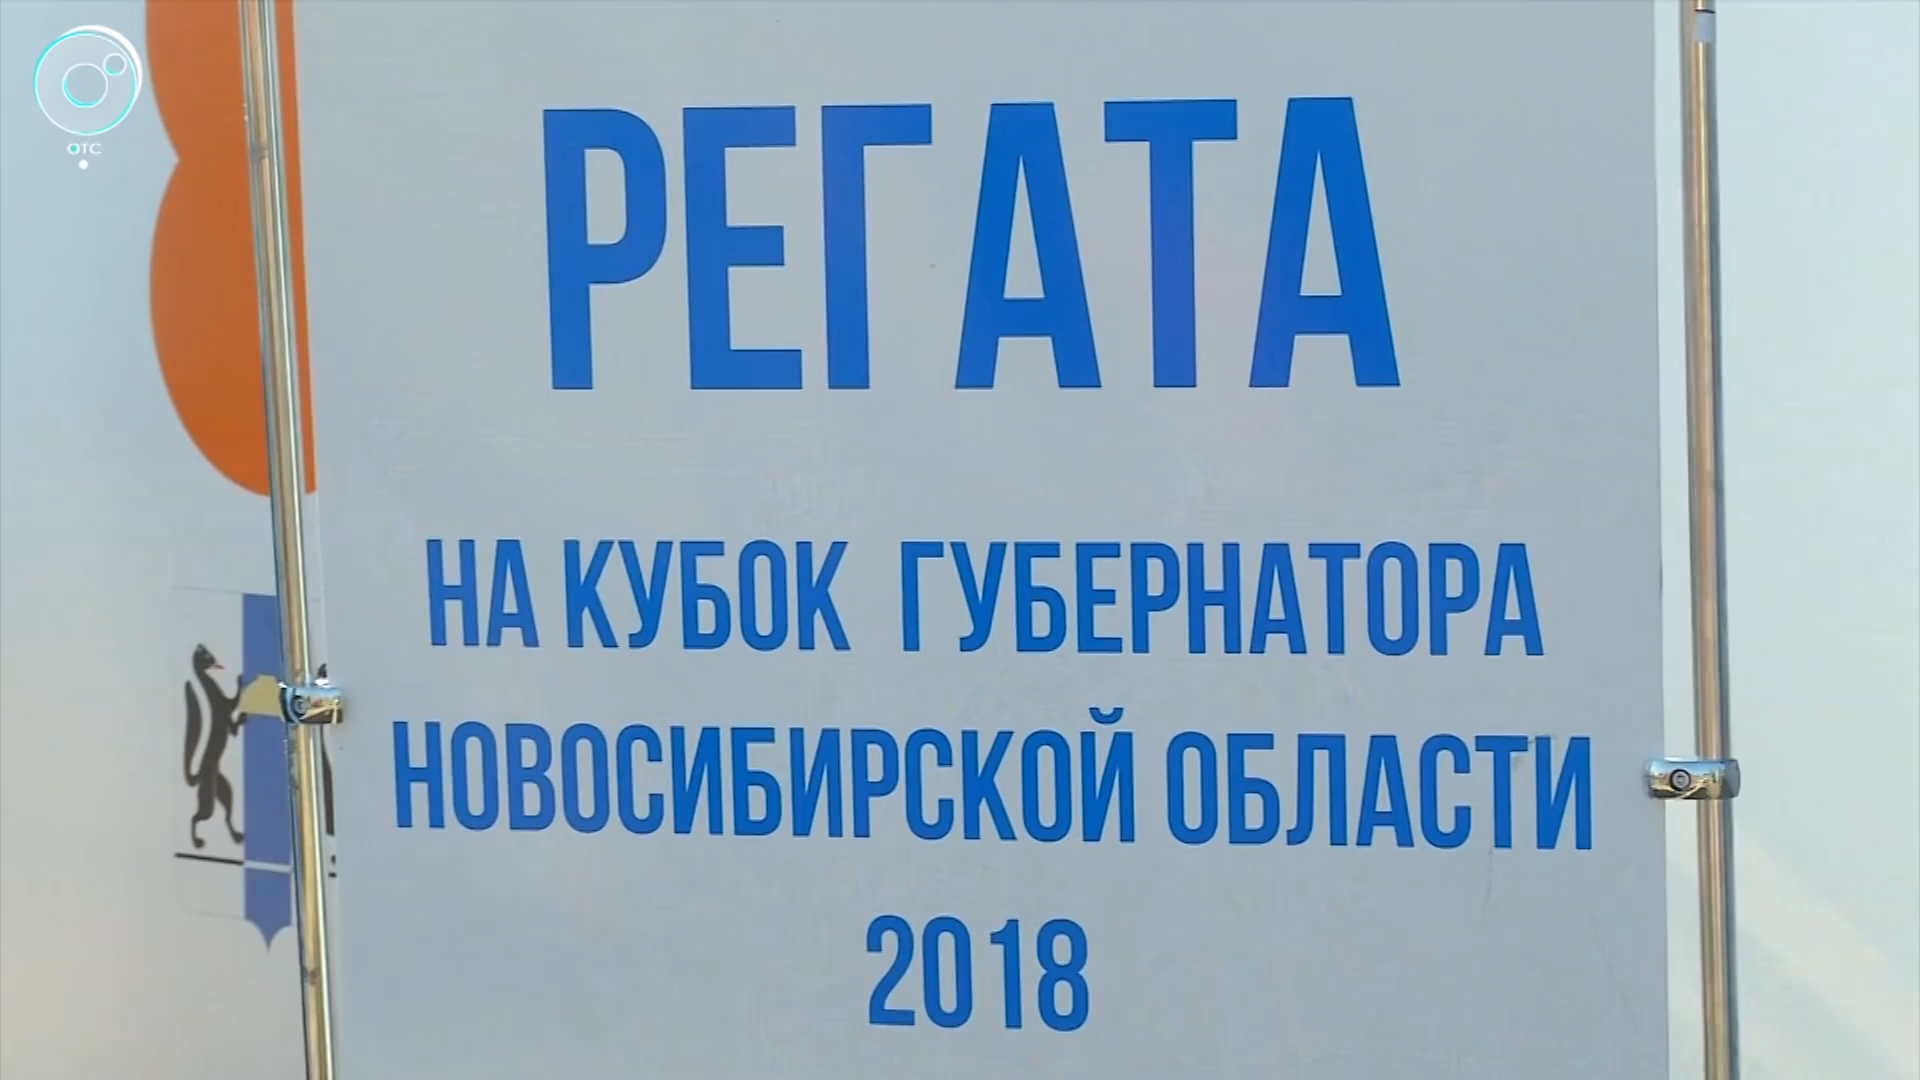 ОТС
РЕГАТА
НА КУБОК ГУБЕРНАТОРА
НОВОСИБИРСКОЙ ОБЛАСТИ
2018